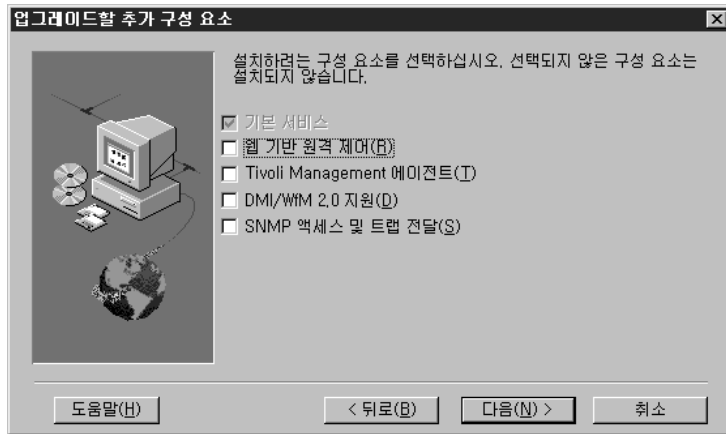 업그레이드할 추가 구성 요소
설치하려는 구성 요소를 선택하십시오. 선택되지 않은 구성 요소는
설치되지 않습니다.
기본 서비스
웹 기반 원격 제어(R)
Tivoli Management 에이전트(T)
DMI/WfM 2.0 지원(D)
SNMP 액세스 및 트랩 전달(S)
도움말(H)
< 뒤로(B)
다음(N) >
취소